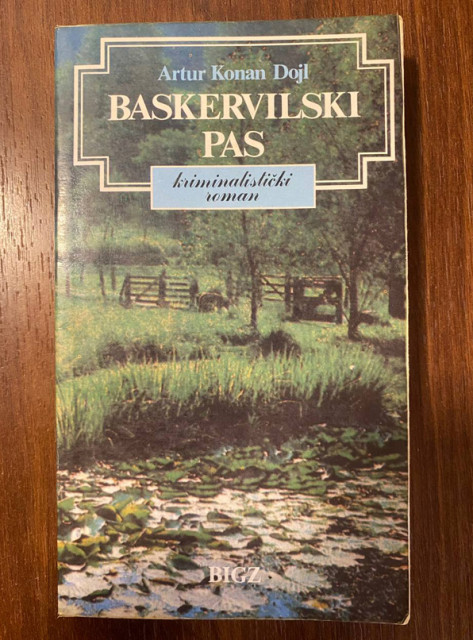 Artur Konan Dojl
BASKERVILSKI
PAS
kriminalistički
roman
BIGZ